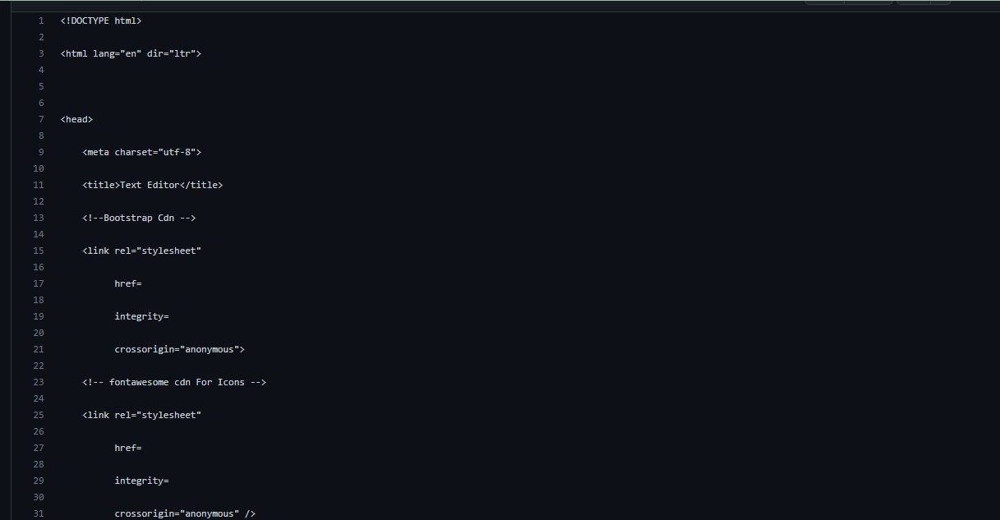 1 <!DOCTYPE html>
2
3 <html lang="en" dir="ltr">
4
5
6
7 <head>
8
9     <meta charset="utf-8">
10
11     <title>Text Editor</title>
12
13     <!--Bootstrap Cdn -->
14
15     <link rel="stylesheet"
16
17           href=
18
19           integrity=
20
21           crossorigin="anonymous">
22
23     <!-- fontawesome cdn For Icons -->
24
25     <link rel="stylesheet"
26
27           href=
28
29           integrity=
30
31           crossorigin="anonymous" />